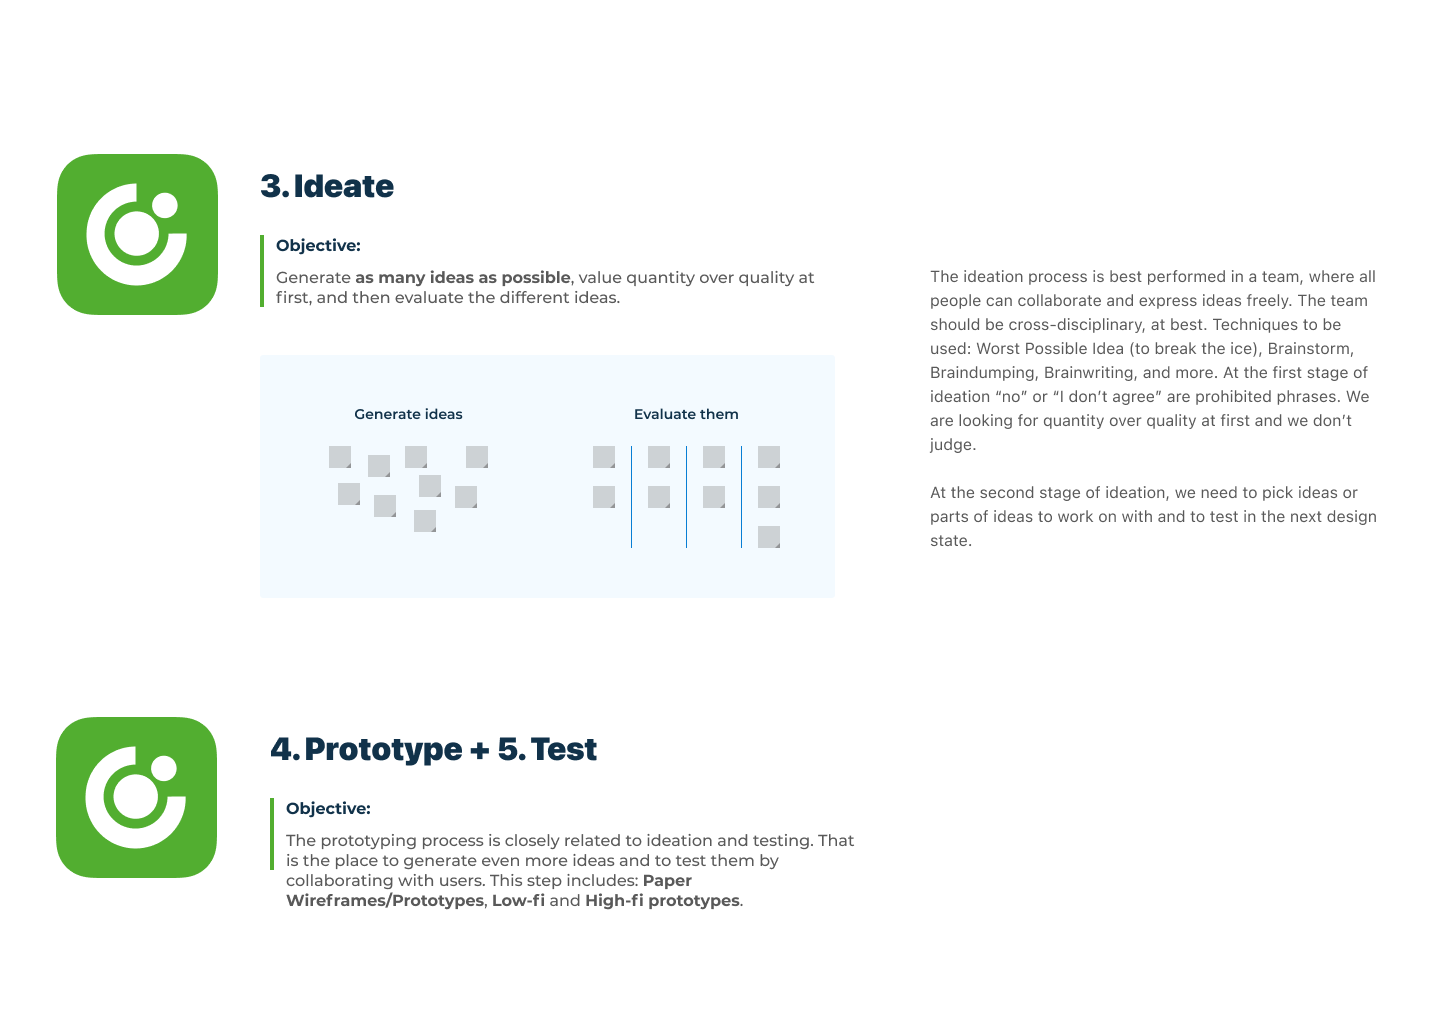 3. Ideate
Objective:
Generate as many ideas as possible, value quantity over quality at
first, and then evaluate the different ideas.
Generate ideas
Evaluate them
The ideation process is best performed in a team, where all
people can collaborate and express ideas freely. The team
should be cross-disciplinary, at best. Techniques to be
used: Worst Possible Idea (to break the ice), Brainstorm,
Braindumping, Brainwriting, and more. At the first stage of
ideation “no” or “I don’t agree” are prohibited phrases. We
are looking for quantity over quality at first and we don’t
judge.
At the second stage of ideation, we need to pick ideas or
parts of ideas to work on with and to test in the next design
state.
4. Prototype + 5. Test
Objective:
The prototyping process is closely related to ideation and testing. That
is the place to generate even more ideas and to test them by
collaborating with users. This step includes: Paper
Wireframes/Prototypes, Low-fi and High-fi prototypes.